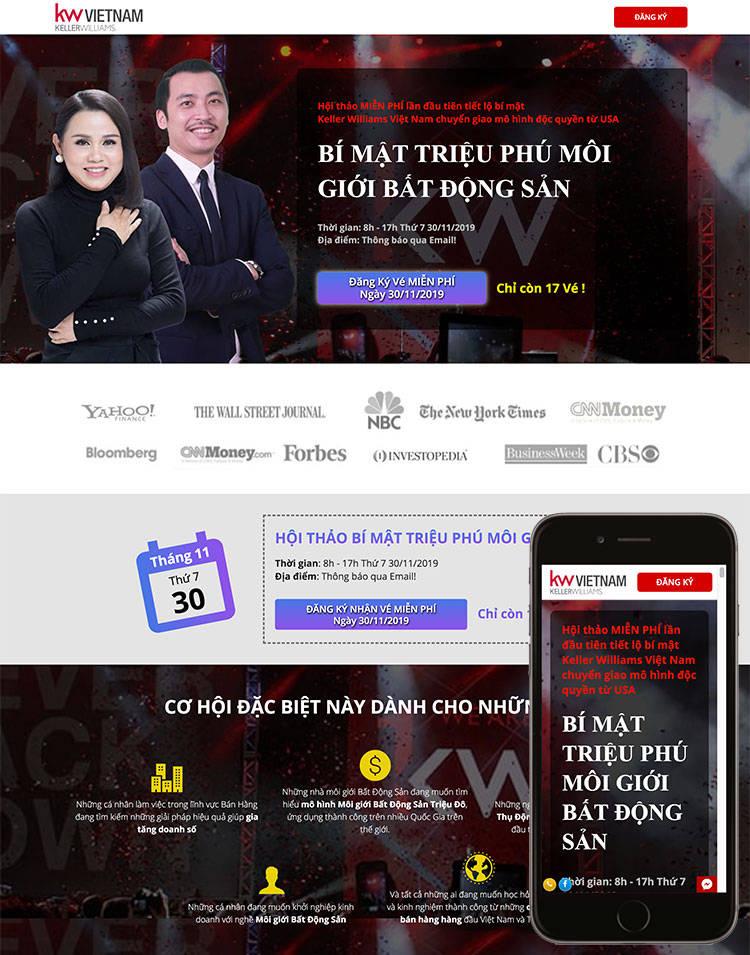 kw VIETNAM
KELLERWILLIAMS
ĐĂNG KÝ
Hội thảo MIỄN PHÍ lần đầu tiên tiết lộ bí mật
Keller Williams Việt Nam chuyển giao mô hình độc quyền từ USA
BÍ MẬT TRIỆU PHÚ MÔI
GIỚI BẤT ĐỘNG SẢN
Thời gian: 8h - 17h Thứ 7 30/11/2019
Địa điểm: Thông báo qua Email!
Đăng Ký Vé MIỄN PHÍ
Ngày 30/11/2019
Chỉ còn 17 Vé !
YAHOO!
FINANCE
THE WALL STREET JOURNAL.
NBC
The New York Times
CNNMoney
Bloomberg
CNNMoney.com
Forbes
INVESTOPEDIA
BusinessWeek
CBS
Tháng 11
Thứ 7
30
HỘI THẢO BÍ MẬT TRIỆU PHÚ MÔI G
Thời gian: 8h - 17h Thứ 7 30/11/2019
Địa điểm: Thông báo qua Email!
ĐĂNG KÝ NHẬN VÉ MIỄN PHÍ
Ngày 30/11/2019
Chỉ còn
CƠ HỘI ĐẶC BIỆT NÀY DÀNH CHO NHỮN
Những cá nhân làm việc trong lĩnh vực Bán Hàng
đang tìm kiếm những giải pháp hiệu quả giúp gia
tăng doanh số
Những nhà môi giới Bất Động Sản đang muốn tìm
hiểu mô hình Môi giới Bất Động Sản Triệu Đô,
ứng dụng thành công trên nhiều Quốc Gia trên
thế giới.
Những ng
Thụ Độn
đầu t
Những cá nhân đang muốn khởi nghiệp kinh
doanh với nghề Môi giới Bất Động Sản
Và tất cả những ai đang muốn học hỏ
và kinh nghiệm thành công từ những
bán hàng hàng đầu Việt Nam và T
kw VIETNAM
KELLERWILLIAMS
ĐĂNG KÝ
Hội thảo MIỄN PHÍ lần
đầu tiên tiết lộ bí mật
Keller Williams Việt Nam
chuyển giao mô hình độc
quyền từ USA
BÍ MẬT
TRIỆU PHÚ
MÔI GIỚI
BẤT ĐỘNG
SẢN
Thời gian: 8h - 17h Thứ 7